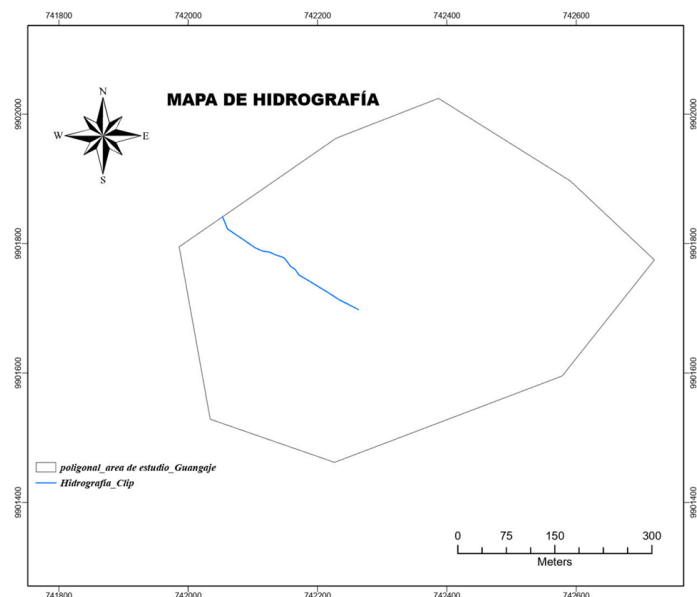 741800 742000 742200 742400 742600
MAPA DE HIDROGRAFÍA
N
W E
S
9902000 9902000
9901800 9901800
9901600 9901600
9901400 9901400
poligonal_area de estudio_Guangaje
Hidrografía_Clip
0 75 150 300
Meters
741800 742000 742200 742400 742600